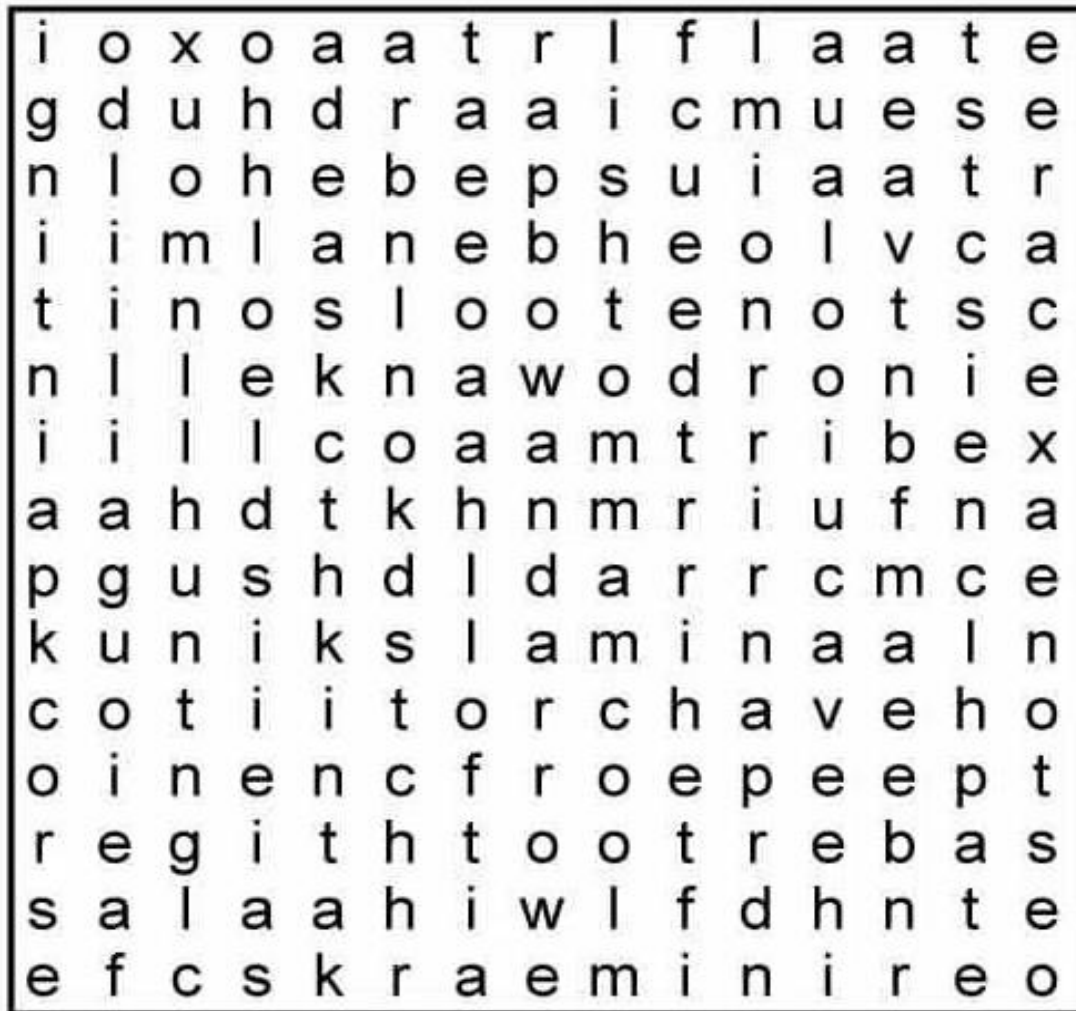 i o x o a a t r l f l a a t e
g d u h d r a a i c m u e s e
n l o h e b e p s u i a a t r
i i m l a n e b h e o l v c a
t i n o s l o o t e n o t s c
n l l e k n a w o d r o n i e
i i l l c o a a m t r i b e x
a a h d t k h n m r i u f n a
p g u s h d l d a r r c m c e
k u n i k s l a m i n a a l n
c o t i i t o r c h a v e h o
o i n e n c f r o e p e e p t
r e g i t h t o o t r e b a s
s a l a a h i w l f d h n t e
e f c s k r a e m i n i r e o